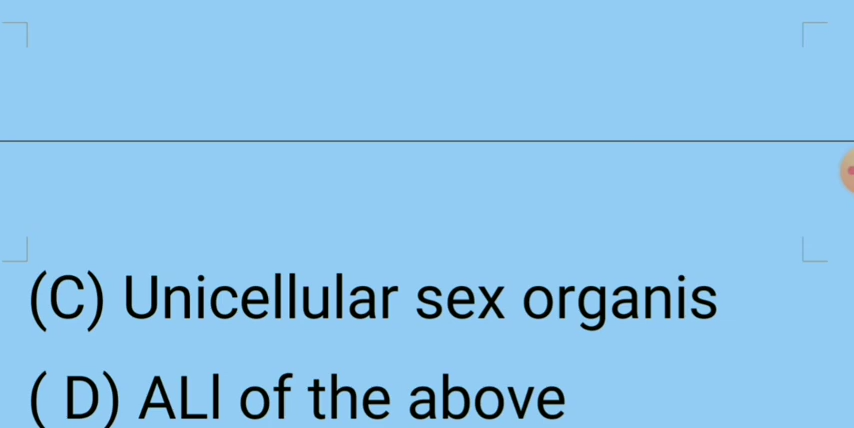 (C) Unicellular sex organis
( D) ALl of the above